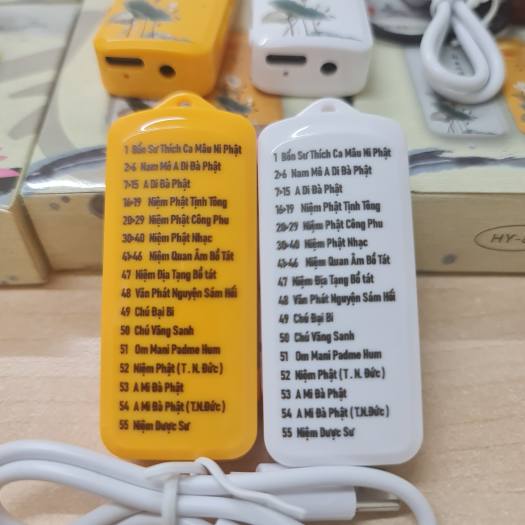 1 Bổn Sư Thích Ca Mâu Ni Phật
2-6 Nam Mô A Di Đà Phật
7-15 A Di Đà Phật
16-19 Niệm Phật Tịnh Tông
20-29 Niệm Phật Công Phu
30-40 Niệm Phật Nhạc
41-46 Niệm Quan Âm Bồ Tát
47 Niệm Địa Tạng Bồ tát
48 Văn Phát Nguyện Sám Hối
49 Chú Đại Bi
50 Chú Vãng Sanh
51 Om Mani Padme Hum
52 Niệm Phật ( T . N. Đức )
53 A Mi Đà Phật
54 A Mi Đà Phật ( T.N.Đức )
55 Niệm Dược Sư
1 Bổn Sư Thích Ca Mâu Ni Phật
2-6 Nam Mô A Di Đà Phật
7-15 A Di Đà Phật
16-19 Niệm Phật Tịnh Tông
20-29 Niệm Phật Công Phu
30-40 Niệm Phật Nhạc
41-46 Niệm Quan Âm Bồ Tát
47 Niệm Địa Tạng Bồ tát
48 Văn Phát Nguyện Sám Hối
49 Chú Đại Bi
50 Chú Vãng Sanh
51 Om Mani Padme Hum
52 Niệm Phật ( T . N. Đức )
53 A Mi Đà Phật
54 A Mi Đà Phật ( T.N.Đức )
55 Niệm Dược Sư